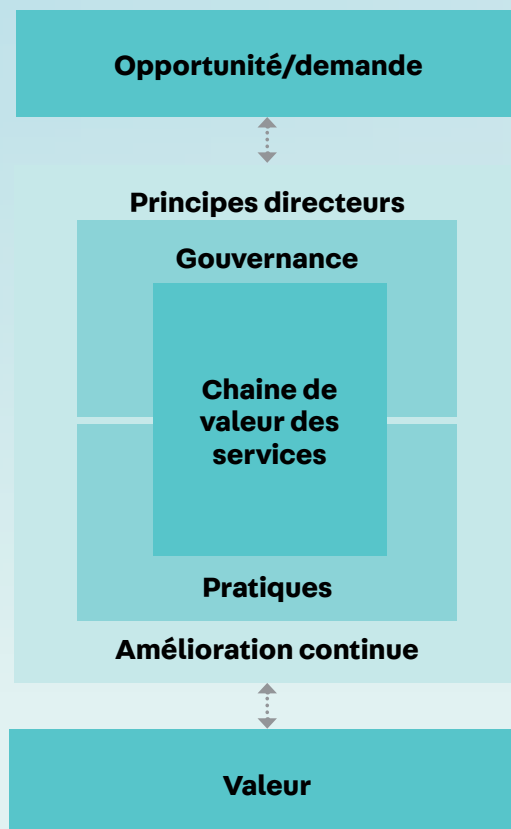 Opportunité/demande
Principes directeurs
Gouvernance
Chaine de
valeur des
services
Pratiques
Amélioration continue
Valeur